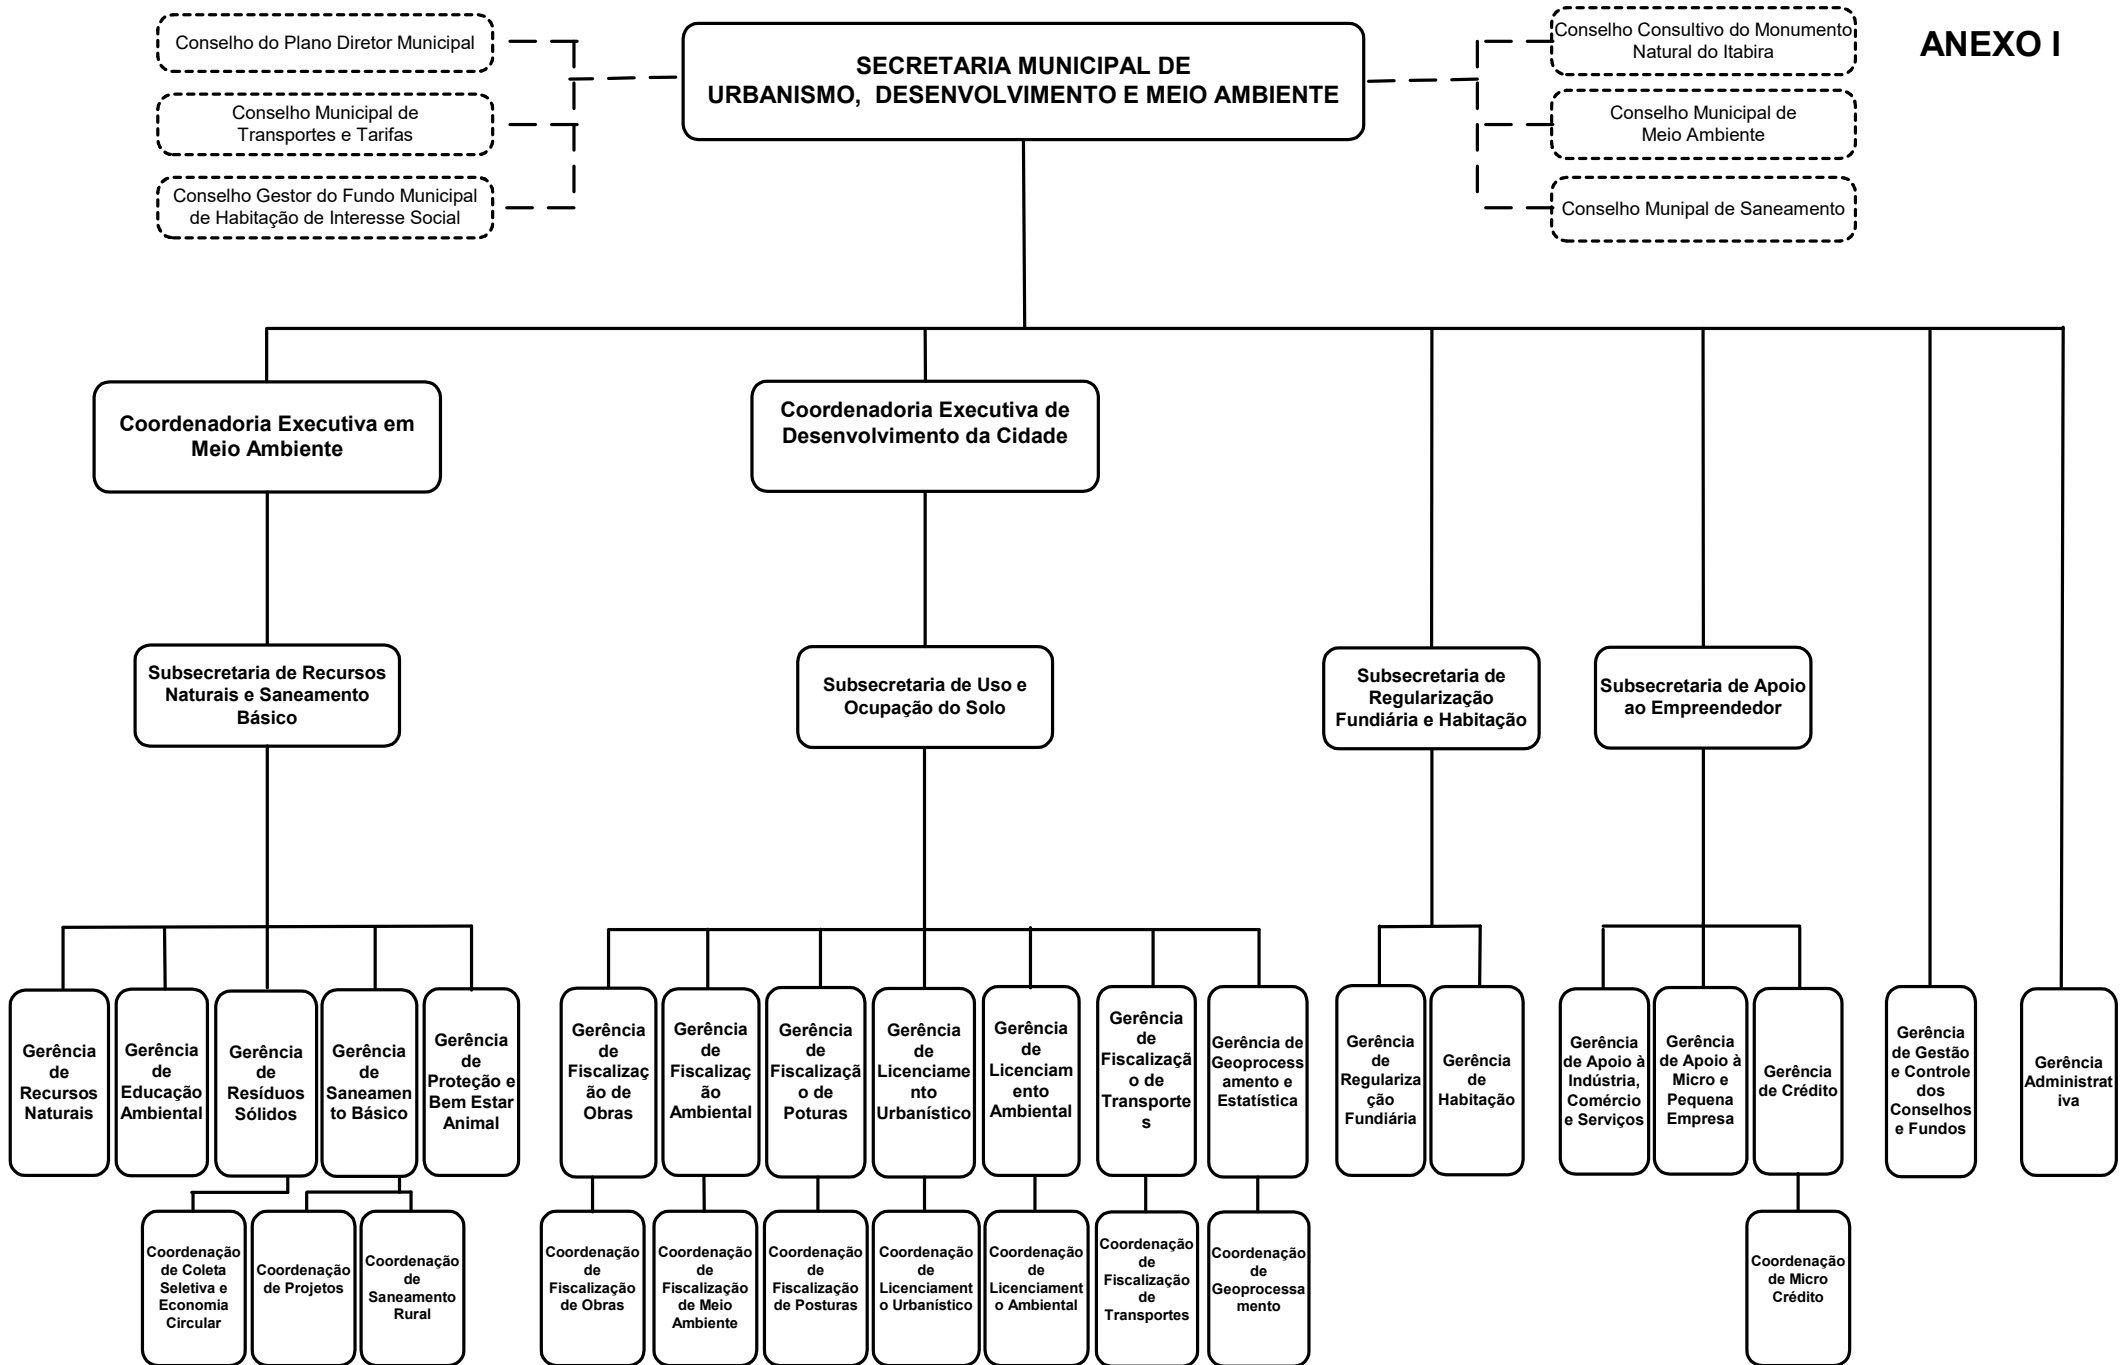 Conselho do Plano Diretor Municipal
Conselho Municipal de
Transportes e Tarifas
Conselho Gestor do Fundo Municipal
de Habitação de Interesse Social
SECRETARIA MUNICIPAL DE
URBANISMO, DESENVOLVIMENTO E MEIO AMBIENTE
Conselho Consultivo do Monumento
Natural do Itabira
Conselho Municipal de
Meio Ambiente
Conselho Munipal de Saneamento
ANEXO I
Coordenadoria Executiva em
Meio Ambiente
Coordenadoria Executiva de
Desenvolvimento da Cidade
Subsecretaria de Recursos
Naturais e Saneamento
Básico
Subsecretaria de Uso e
Ocupação do Solo
Subsecretaria de
Regularização
Fundiária e Habitação
Subsecretaria de Apoio
ao Empreendedor
Gerência
de
Recursos
Naturais
Gerência
de
Educação
Ambiental
Gerência
de
Resíduos
Sólidos
Gerência
de
Saneamen
to Básico
Gerência
de
Proteção e
Bem Estar
Animal
Gerência
de
Fiscalizaç
ão de
Obras
Gerência
de
Fiscalizaç
ão
Ambiental
Gerência
de
Fiscalizaçã
o de
Poturas
Gerência
de
Licenciame
nto
Urbanístico
Gerência
de
Licenciam
ento
Ambiental
Gerência
de
Fiscalizaçã
o de
Transporte
s
Gerência de
Geoprocess
amento e
Estatística
Gerência
de
Regulariza
ção
Fundiária
Gerência
de
Habitação
Gerência
de Apoio à
Indústria,
Comércio
e Serviços
Gerência
de Apoio à
Micro e
Pequena
Empresa
Gerência
de Crédito
Gerência
de Gestão
e Controle
dos
Conselhos
e Fundos
Gerência
Administrat
iva
Coordenação
de Coleta
Seletiva e
Economia
Circular
Coordenação
de Projetos
Coordenação
de
Saneamento
Rural
Coordenação
de
Fiscalização
de Obras
Coordenação
de
Fiscalização
de Meio
Ambiente
Coordenação
de
Fiscalização
de Posturas
Coordenação
de
Licenciament
o Urbanístico
Coordenação
de
Licenciament
o Ambiental
Coordenação
de
Fiscalização
de
Transportes
Coordenação
de
Geoprocessa
mento
Coordenação
de Micro
Crédito